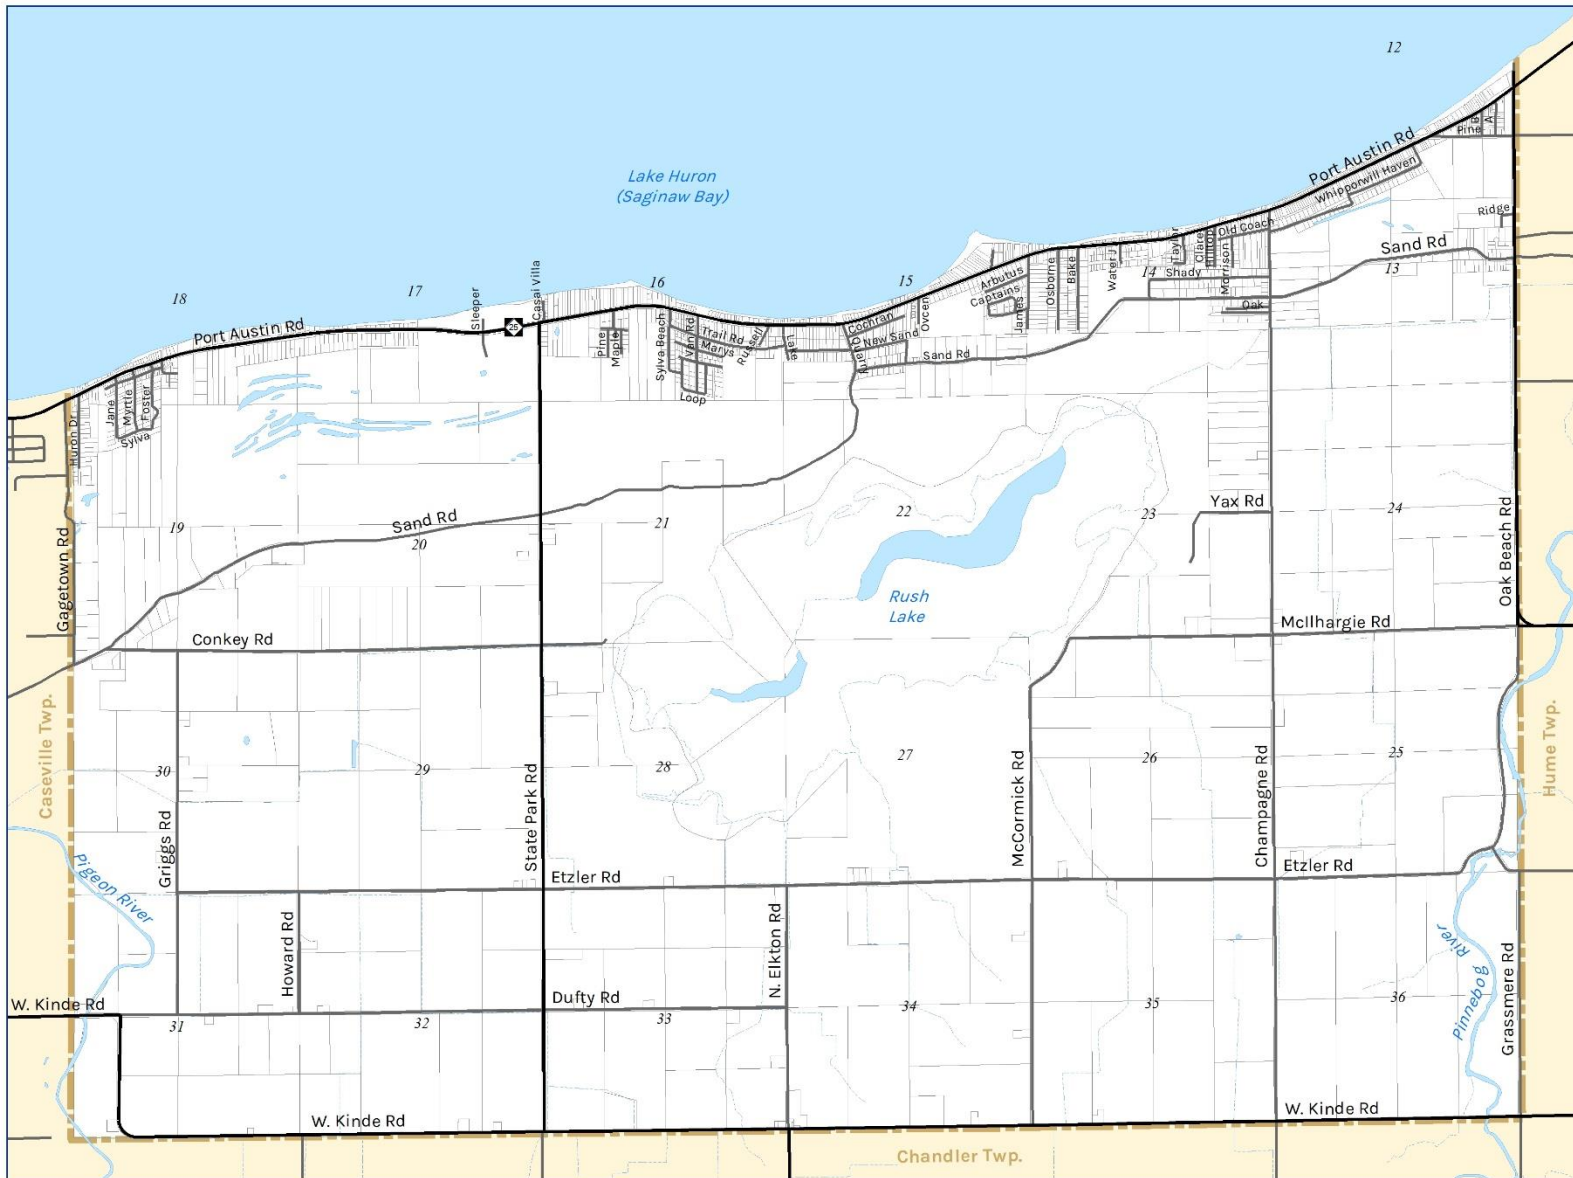 12
Port Austin Rd
Pine
B
A
Whipporwill Haven
Lake Huron
(Saginaw Bay)
Ridge
Old Coach
Taylor
Clare
Hilltop
Morrison
Sand Rd
13
14
Shady
Oak
Water
Bake
Osborne
James
Arbutus
Captains
15
Ovcen
Cochran
New Sand
Sand Rd
Quarry
16
Lake
Russell
Trail Rd
Marys
Van Rd
Sylva Beach
Loop
Maple
Pine
Casai Villa
25
Sleeper
17
18
Port Austin Rd
Jane
Myrtle
Foster
Sylva
Huron Dr
Gagetown Rd
19
Sand Rd
20
21
22
23
Yax Rd
24
Oak Beach Rd
Rush
Lake
Conkey Rd
McIlhargie Rd
Caseville Twp.
Hume Twp.
30
29
28
27
26
25
Griggs Rd
State Park Rd
McCormick Rd
Champagne Rd
Pigeon River
Etzler Rd
Etzler Rd
Howard Rd
N. Elkton Rd
Pinnebog
River
Grassmere Rd
W. Kinde Rd
Dufty Rd
31
32
33
34
35
36
W. Kinde Rd
W. Kinde Rd
Chandler Twp.